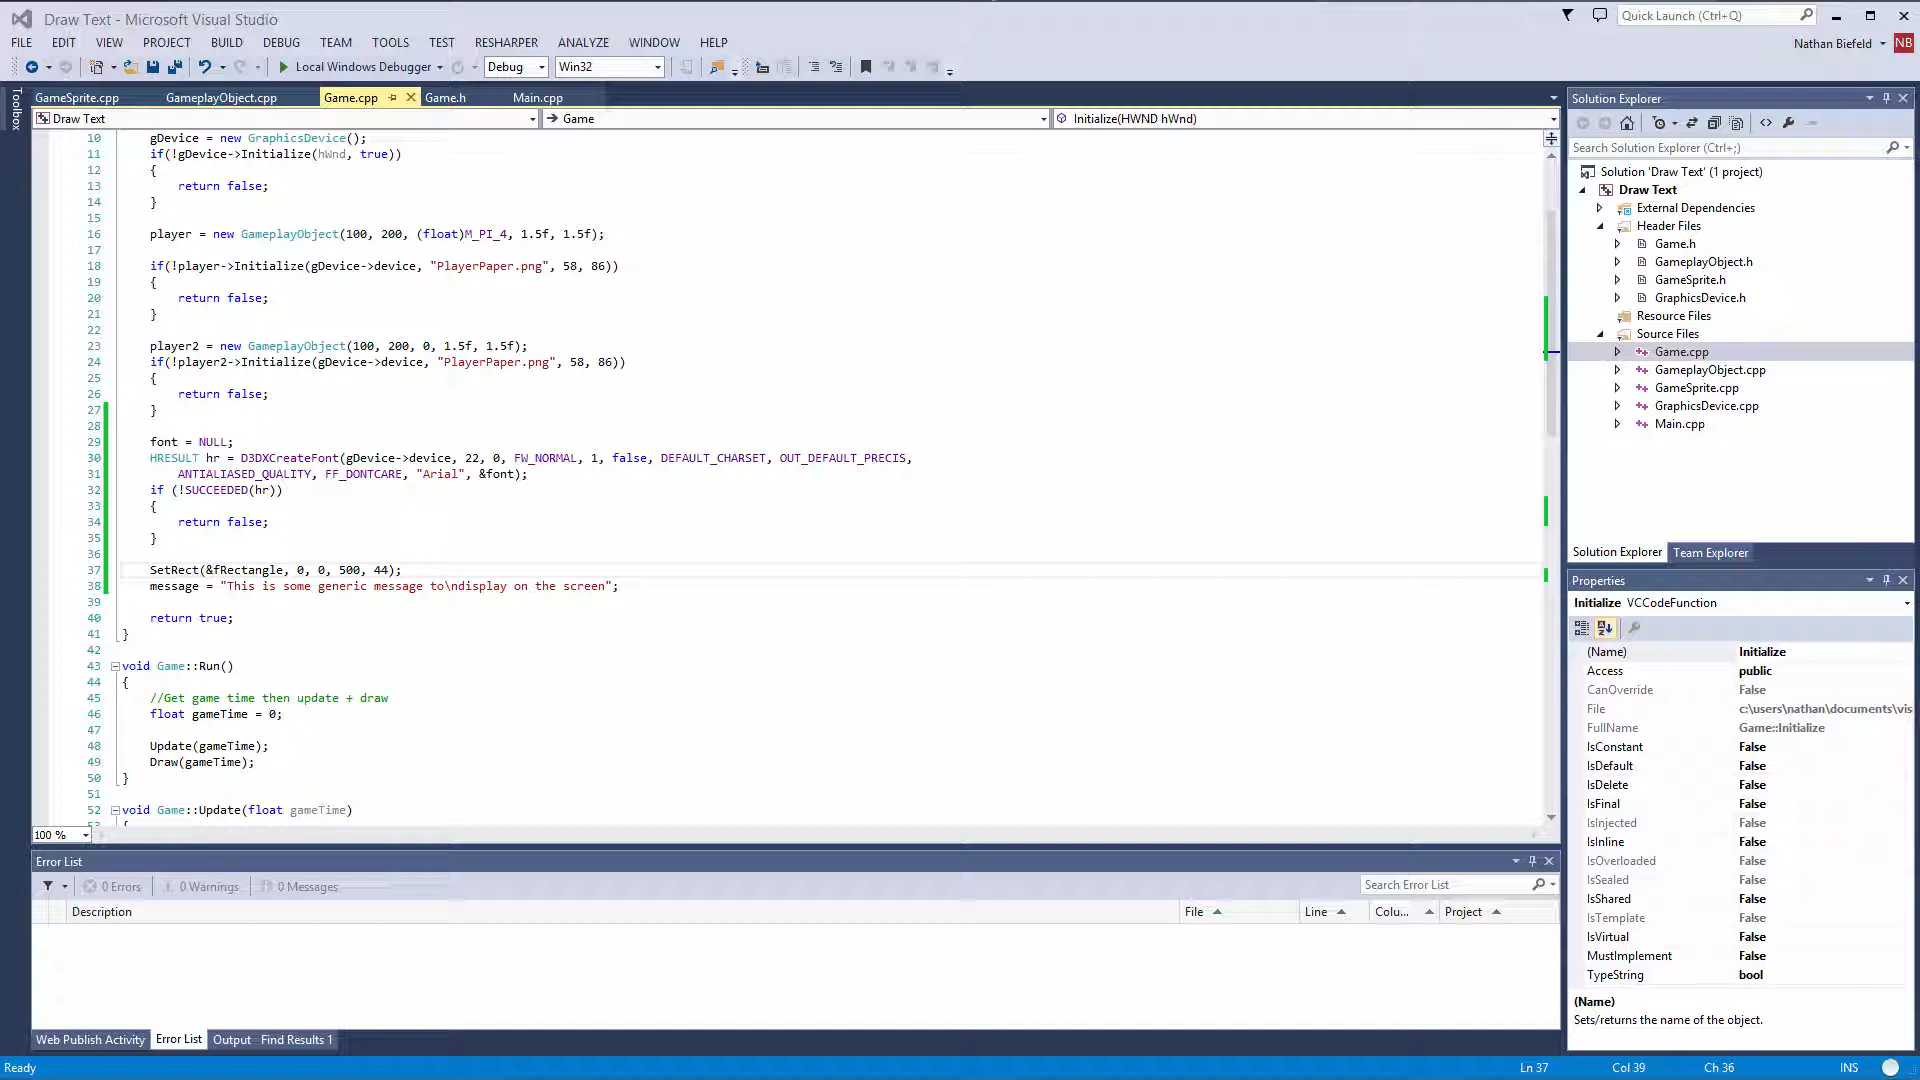 Draw Text - Microsoft Visual Studio
Quick Launch (Ctrl+Q)
FILE EDIT VIEW PROJECT BUILD DEBUG TEAM TOOLS TEST RESHARPER ANALYZE WINDOW HELP
Nathan Biefeld NB
Local Windows Debugger Debug Win32
Toolbox
GameSprite.cpp GameplayObject.cpp Game.cpp Game.h Main.cpp
Draw Text Game Initialize(HWND hWnd)
10 gDevice = new GraphicsDevice();
11 if(!gDevice->Initialize(hWnd, true))
12 {
13 return false;
14 }
15
16 player = new GameplayObject(100, 200, (float)M_PI_4, 1.5f, 1.5f);
17
18 if(!player->Initialize(gDevice->device, "PlayerPaper.png", 58, 86))
19 {
20 return false;
21 }
22
23 player2 = new GameplayObject(100, 200, 0, 1.5f, 1.5f);
24 if(!player2->Initialize(gDevice->device, "PlayerPaper.png", 58, 86))
25 {
26 return false;
27 }
28
29 font = NULL;
30 HRESULT hr = D3DXCreateFont(gDevice->device, 22, 0, FW_NORMAL, 1, false, DEFAULT_CHARSET, OUT_DEFAULT_PRECIS,
31 ANTIALIASED_QUALITY, FF_DONTCARE, "Arial", &font);
32 if (!SUCCEEDED(hr))
33 {
34 return false;
35 }
36
37 SetRect(&fRectangle, 0, 0, 500, 44);
38 message = "This is some generic message to\ndisplay on the screen";
39
40 return true;
41 }
42
43 void Game::Run()
44 {
45 //Get game time then update + draw
46 float gameTime = 0;
47
48 Update(gameTime);
49 Draw(gameTime);
50 }
51
52 void Game::Update(float gameTime)
53 {
100 %
Error List
0 Errors 0 Warnings 0 Messages
Search Error List
Description File Line Colu... Project
Web Publish Activity Error List Output Find Results 1
Solution Explorer
Search Solution Explorer (Ctrl+;)
Solution 'Draw Text' (1 project)
Draw Text
External Dependencies
Header Files
Game.h
GameplayObject.h
GameSprite.h
GraphicsDevice.h
Resource Files
Source Files
Game.cpp
GameplayObject.cpp
GameSprite.cpp
GraphicsDevice.cpp
Main.cpp
Solution Explorer Team Explorer
Properties
Initialize VCCodeFunction
(Name) Initialize
Access public
CanOverride False
File c:\users\nathan\documents\vis
FullName Game::Initialize
IsConstant False
IsDefault False
IsDelete False
IsFinal False
IsInjected False
IsInline False
IsOverloaded False
IsSealed False
IsShared False
IsTemplate False
IsVirtual False
MustImplement False
TypeString bool
(Name)
Sets/returns the name of the object.
Ready Ln 37 Col 39 Ch 36 INS